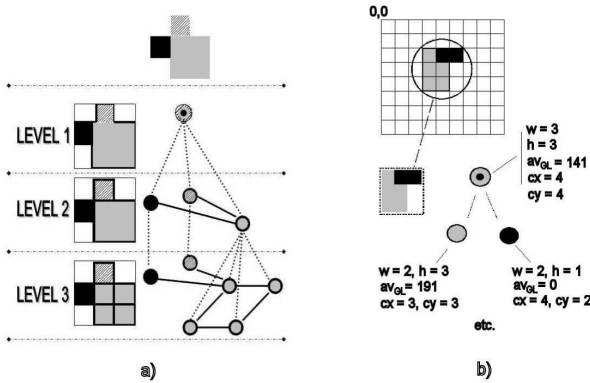 LEVEL 1
LEVEL 2
LEVEL 3
a)
0,0
w = 3
h = 3
avGL = 141
cx = 4
cy = 4
w = 2, h = 3
avGL = 191
cx = 3, cy = 3
w = 2, h = 1
avGL = 0
cx = 4, cy = 2
etc.
b)